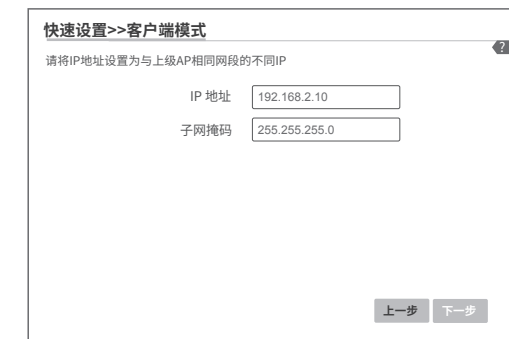 快速设置>>客户端模式
?
请将IP地址设置为与上级AP相同网段的不同IP
IP 地址 192.168.2.10
子网掩码 255.255.255.0
上一步 下一步